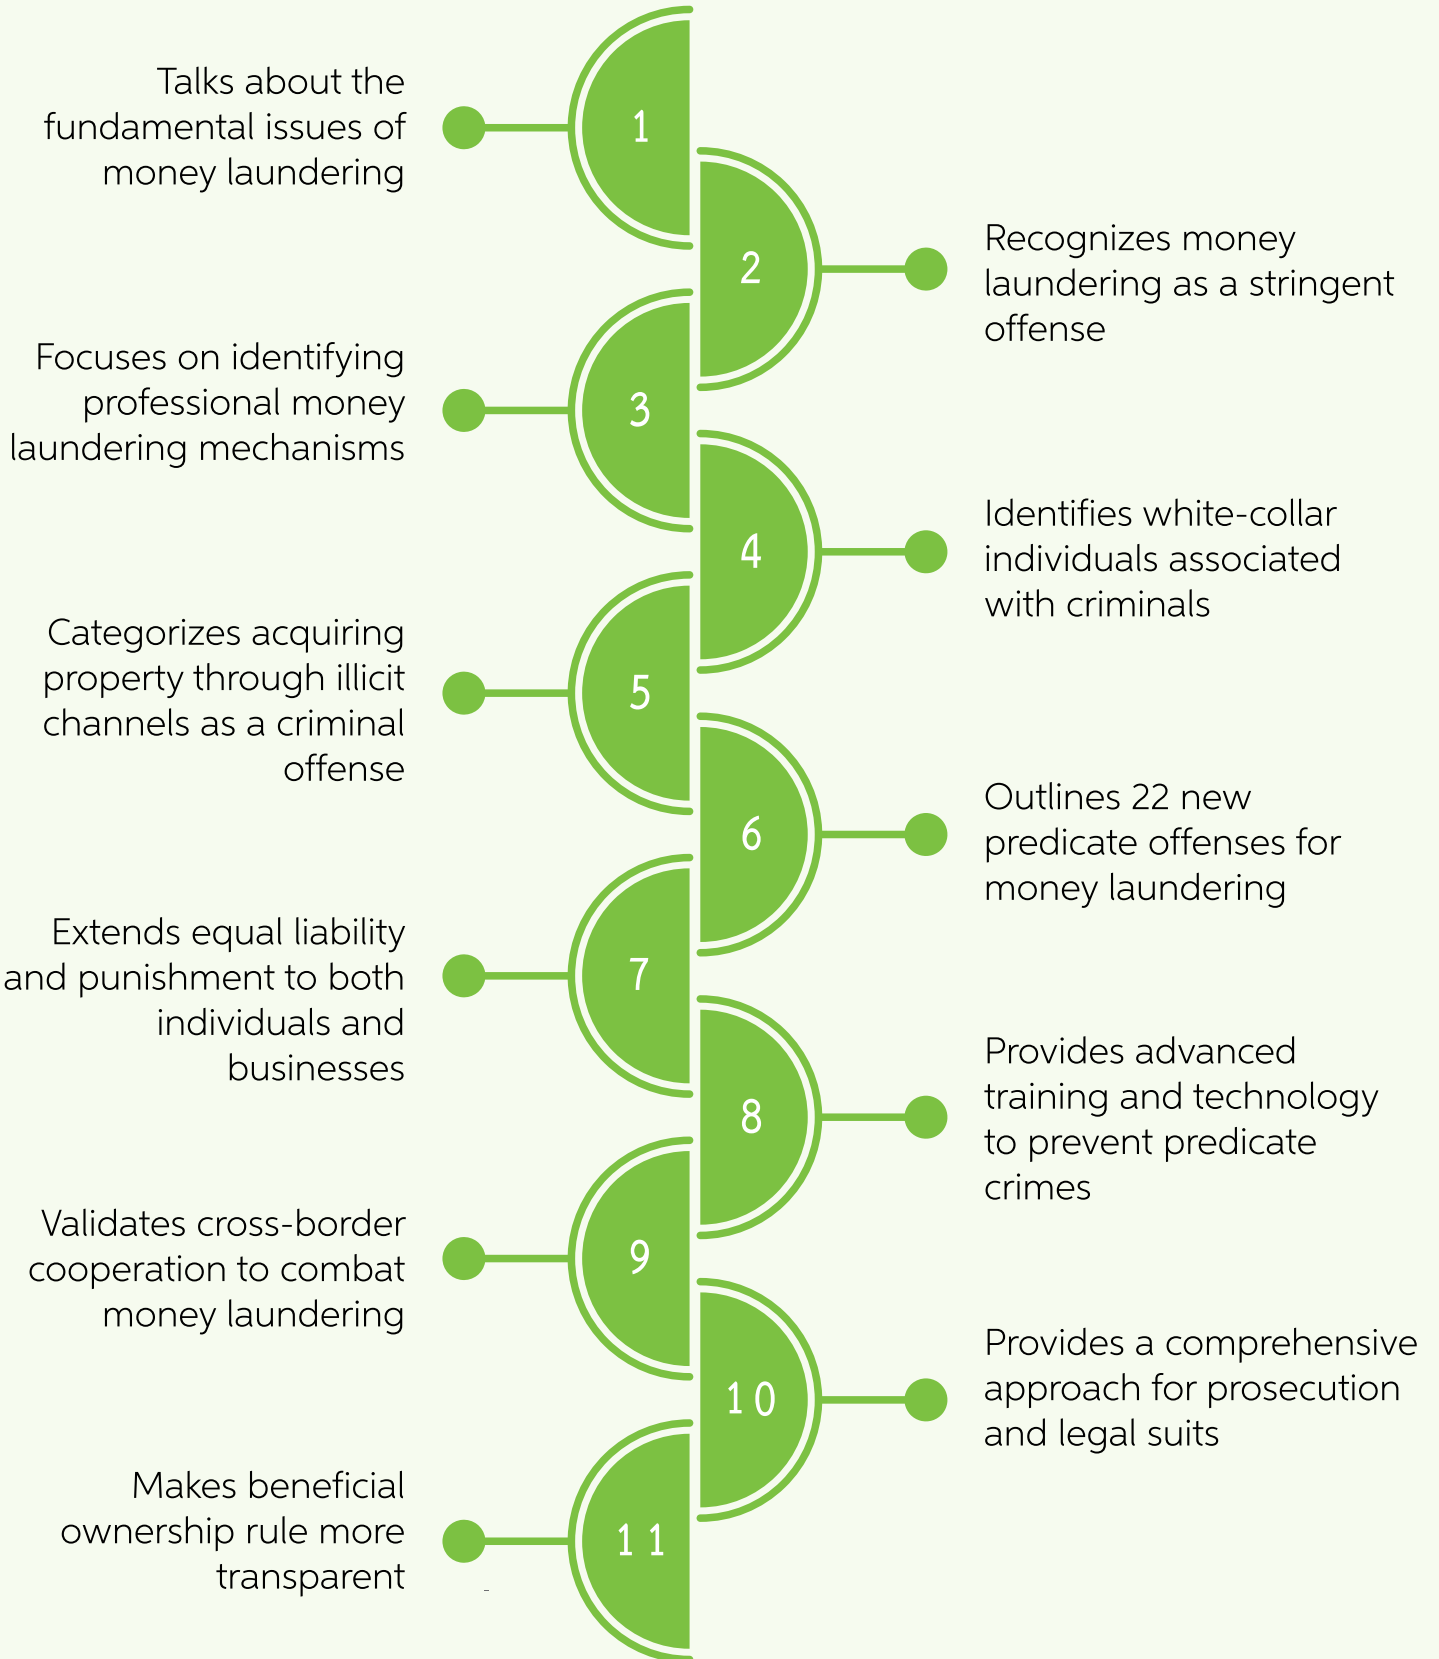 1
Talks about the
fundamental issues of
money laundering
2
Recognizes money
laundering as a stringent
offense
3
Focuses on identifying
professional money
laundering mechanisms
4
Identifies white-collar
individuals associated
with criminals
5
Categorizes acquiring
property through illicit
channels as a criminal
offense
6
Outlines 22 new
predicate offenses for
money laundering
7
Extends equal liability
and punishment to both
individuals and
businesses
8
Provides advanced
training and technology
to prevent predicate
crimes
9
Validates cross-border
cooperation to combat
money laundering
10
Provides a comprehensive
approach for prosecution
and legal suits
11
Makes beneficial
ownership rule more
transparent